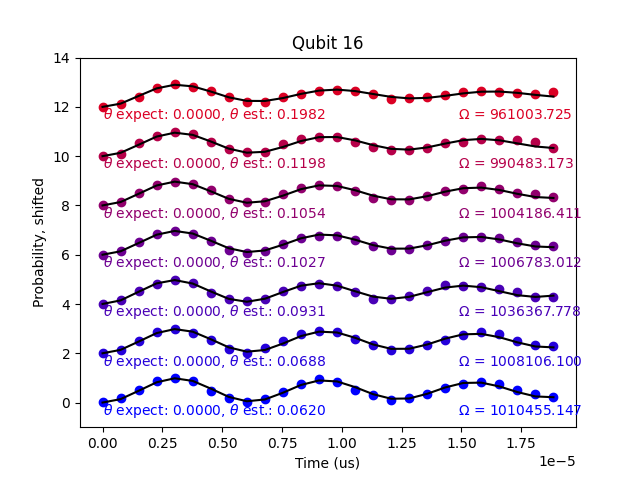 Qubit 16
14
θ expect: 0.0000, θ est.: 0.1982 Ω = 961003.725
12
θ expect: 0.0000, θ est.: 0.1198 Ω = 990483.173
10
θ expect: 0.0000, θ est.: 0.1054 Ω = 1004186.411
8
θ expect: 0.0000, θ est.: 0.1027 Ω = 1006783.012
6
θ expect: 0.0000, θ est.: 0.0931 Ω = 1036367.778
4
θ expect: 0.0000, θ est.: 0.0688 Ω = 1008106.100
2
θ expect: 0.0000, θ est.: 0.0620 Ω = 1010455.147
0
Probability, shifted
0.00 0.25 0.50 0.75 1.00 1.25 1.50 1.75
1e−5
Time (us)